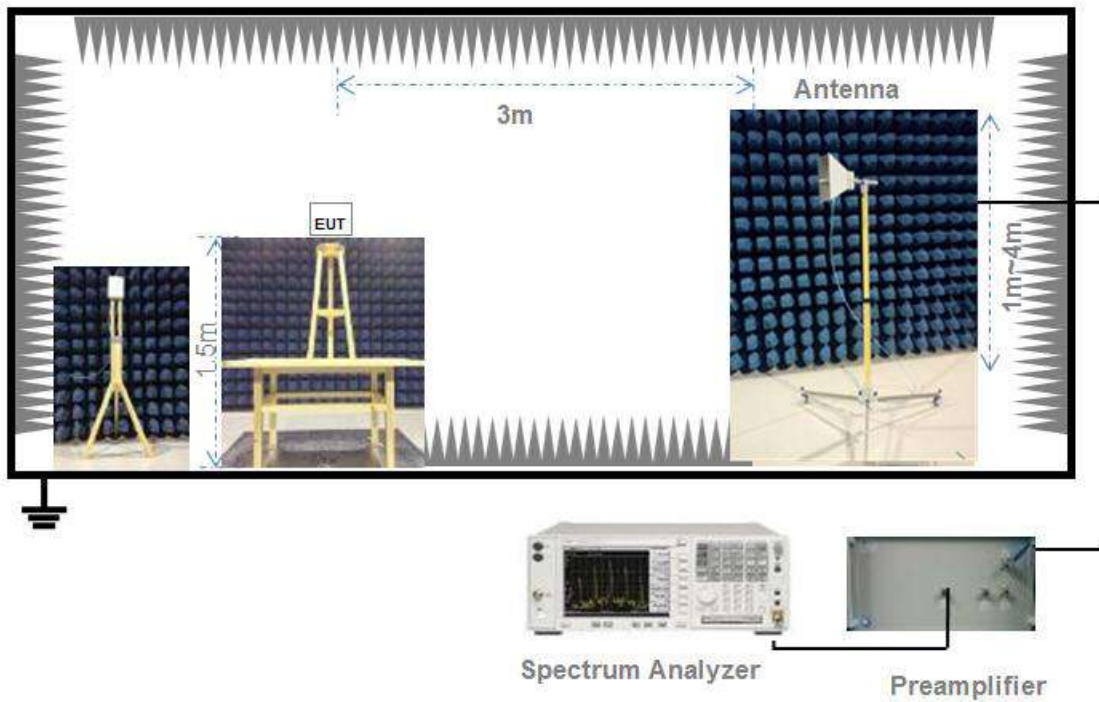 Antenna
3m
EUT
1.5m
1m~4m
Spectrum Analyzer
Preamplifier